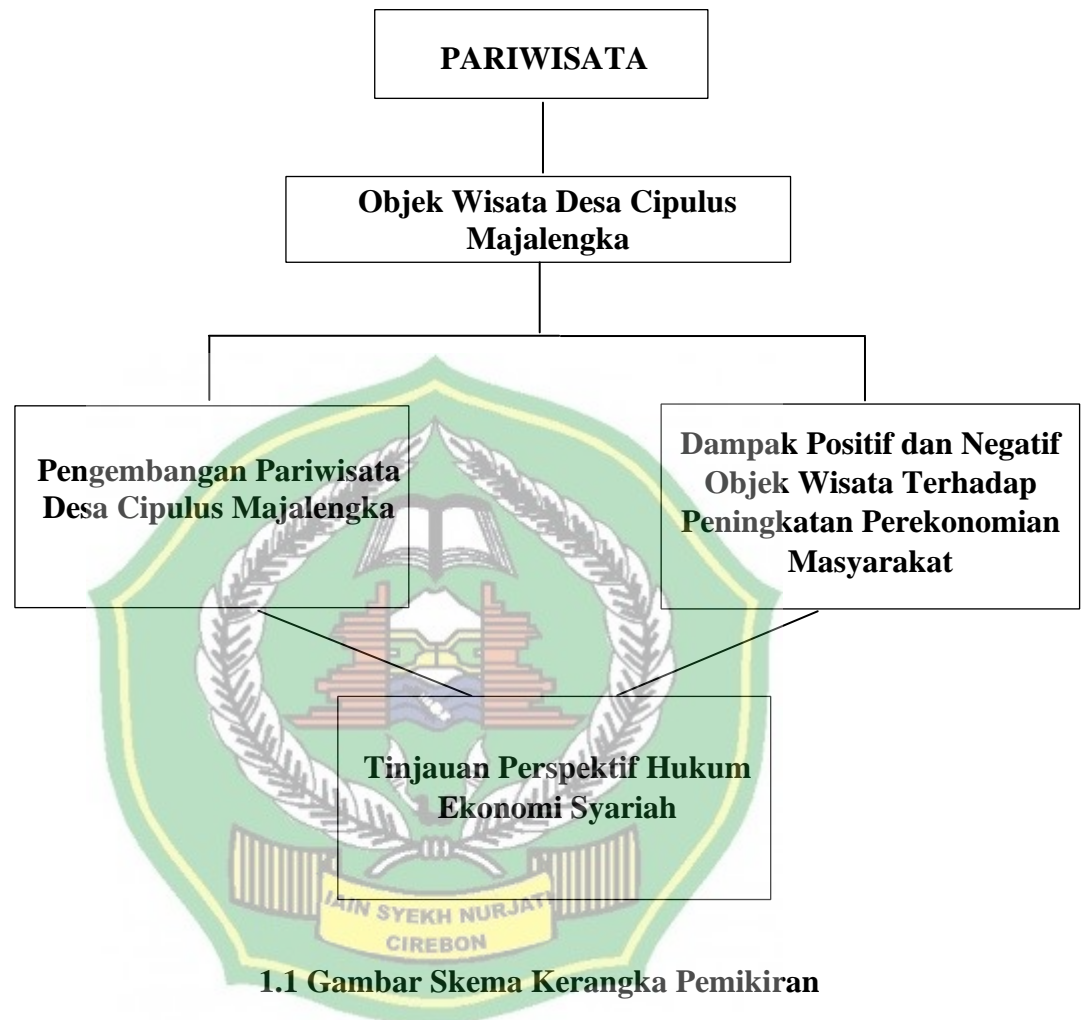 PARIWISATA
Objek Wisata Desa Cipulus
Majalengka
Pengembangan Pariwisata
Desa Cipulus Majalengka
Dampak Positif dan Negatif
Objek Wisata Terhadap
Peningkatan Perekonomian
Masyarakat
Tinjauan Perspektif Hukum
Ekonomi Syariah
IAIN SYEKH NURJATI
CIREBON
1.1 Gambar Skema Kerangka Pemikiran